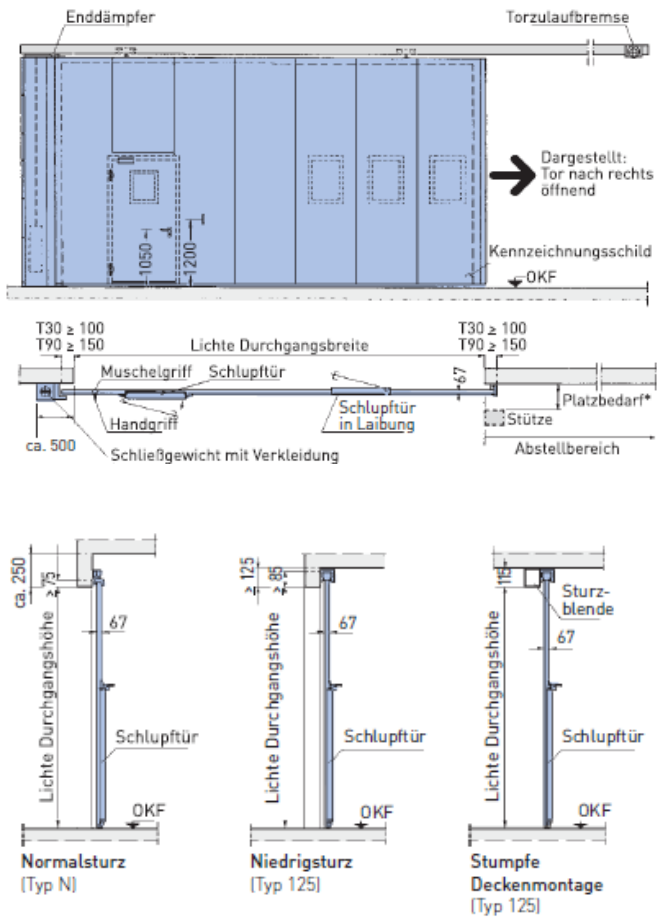 Enddämpfer
Torzulaufbremse
Dargestellt:
Tor nach rechts
öffnend
1050
1200
Kennzeichnungsschild
OKF
T30 ≥ 100
T90 ≥ 150
Lichte Durchgangsbreite
T30 ≥ 100
T90 ≥ 150
Muschelgriff
Schlupftür
67
Platzbedarf*
Handgriff
Schlupftür
in Laibung
Stütze
ca. 500
Schließgewicht mit Verkleidung
Abstellbereich
ca. 250
≥ 75
67
Lichte Durchgangshöhe
Schlupftür
OKF
Normalsturz
(Typ N)
≥ 125
≥ 85
67
Lichte Durchgangshöhe
Schlupftür
OKF
Niedrigsturz
(Typ 125)
115
Sturz-
blende
67
Lichte Durchgangshöhe
Schlupftür
OKF
Stumpfe
Deckenmontage
(Typ 125)